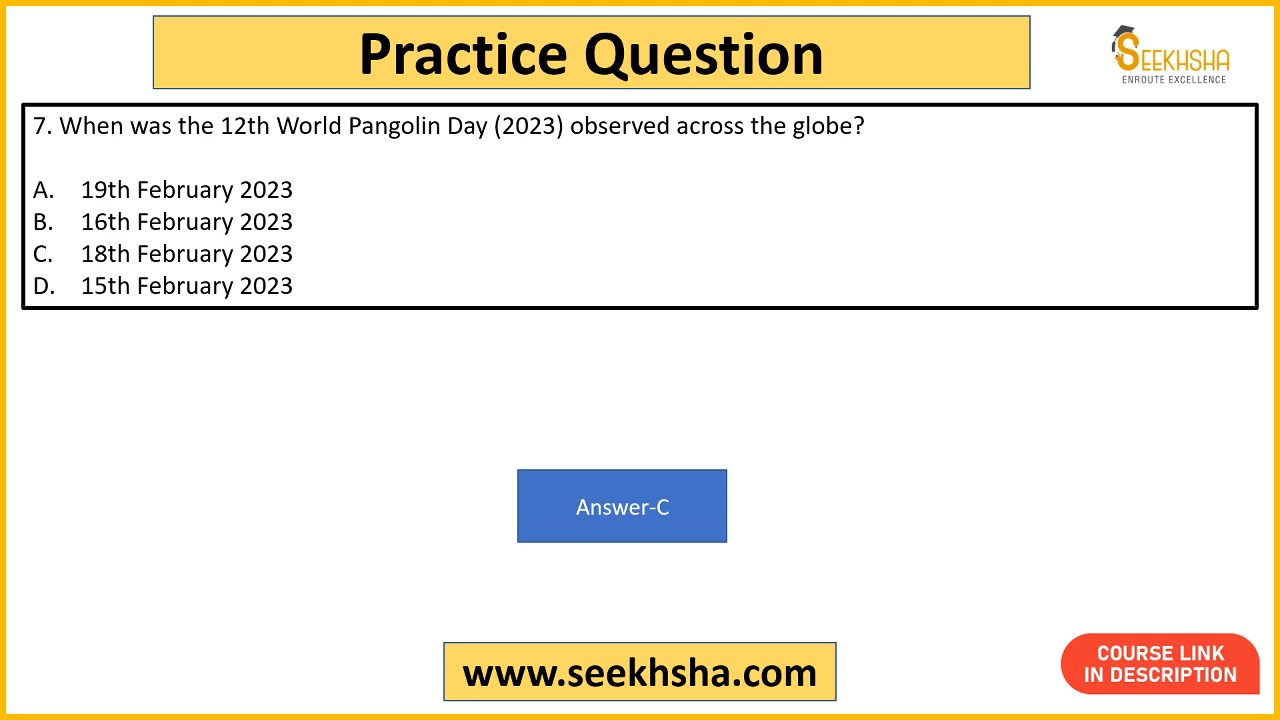 Practice Question
SEEKHSHA
ENROUTE EXCELLENCE
7. When was the 12th World Pangolin Day (2023) observed across the globe?
A. 19th February 2023
B. 16th February 2023
C. 18th February 2023
D. 15th February 2023
Answer-C
www.seekhsha.com
COURSE LINK
IN DESCRIPTION